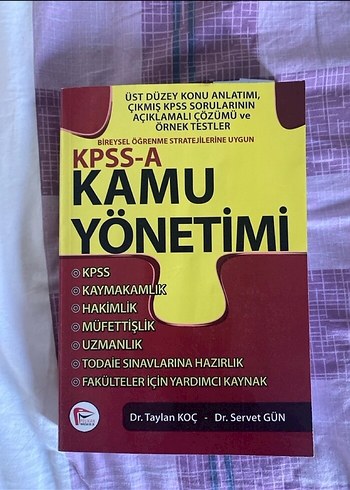 ÜST DÜZEY KONU ANLATIMI,
ÇIKMIŞ KPSS SORULARININ
AÇIKLAMALI ÇÖZÜMÜ ve
ÖRNEK TESTLER
BİREYSEL ÖĞRENME STRATEJİLERİNE UYGUN
KPSS-A
KAMU
YÖNETİMİ
KPSS
KAYMAKAMLIK
HAKİMLİK
MÜFETTİŞLİK
UZMANLIK
TODAİE SINAVLARINA HAZIRLIK
FAKÜLTELER İÇİN YARDIMCI KAYNAK
Dr. Taylan KOÇ - Dr. Servet GÜN